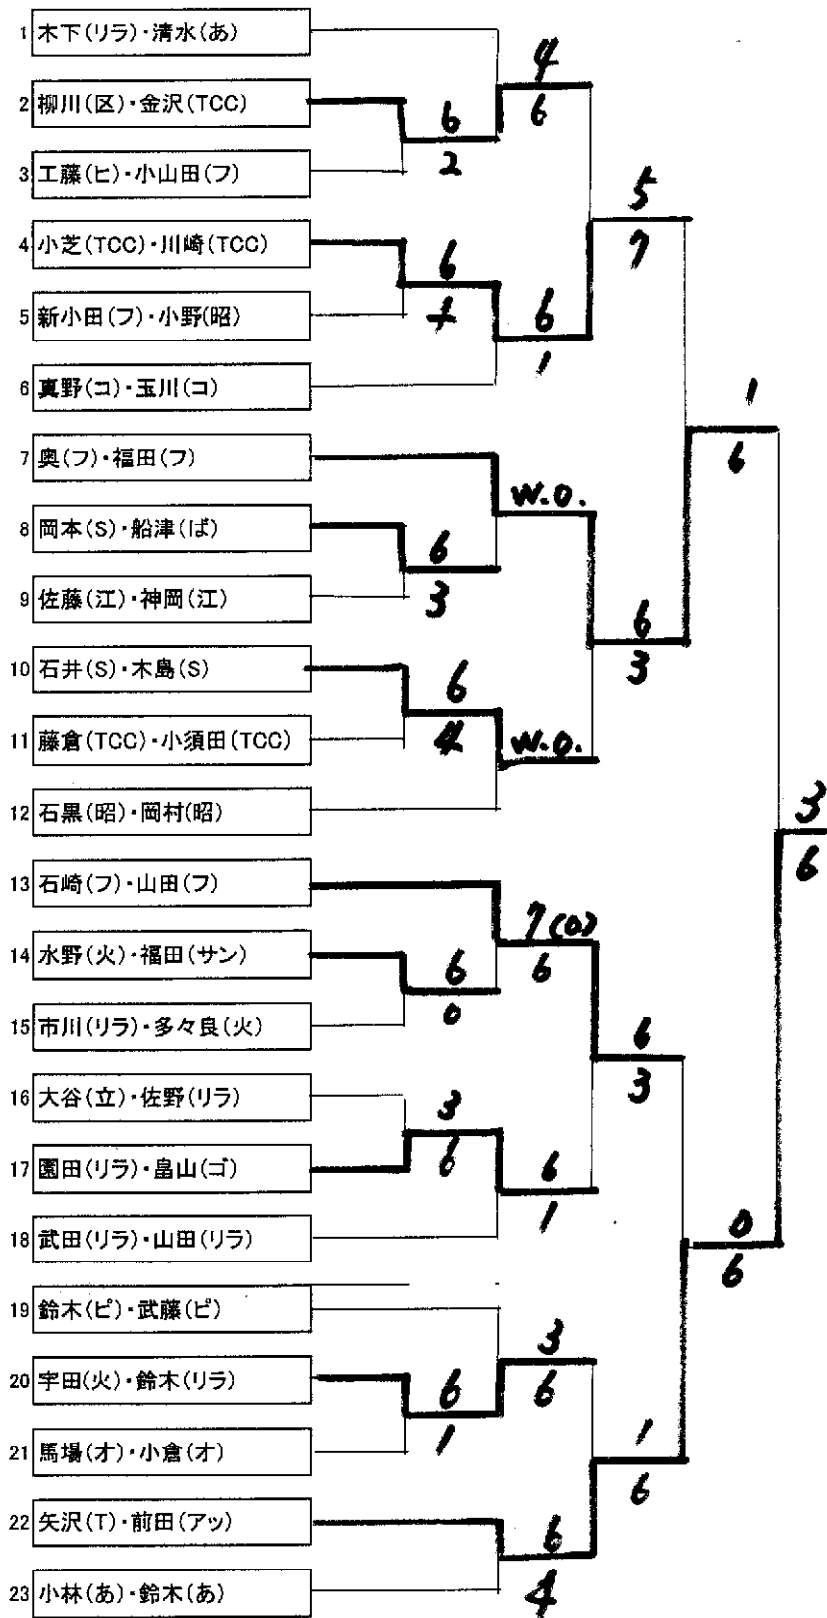 1 木下(リラ)・清水(あ)
4
2 柳川(区)・金沢(TCC)
6
6
2
3 工藤(ヒ)・小山田(フ)
5
7
4 小芝(TCC)・川崎(TCC)
6
5 新小田(フ)・小野(昭)
6
1
6 真野(コ)・玉川(コ)
1
6
7 奥(フ)・福田(フ)
W.O.
8 岡本(S)・船津(ば)
6
3
9 佐藤(江)・神岡(江)
6
3
10 石井(S)・木島(S)
6
4
11 藤倉(TCC)・小須田(TCC)
W.O.
12 石黒(昭)・岡村(昭)
3
6
13 石崎(フ)・山田(フ)
7(0)
6
14 水野(火)・福田(サン)
6
0
15 市川(リラ)・多々良(火)
6
3
16 大谷(立)・佐野(リラ)
3
6
17 園田(リラ)・畠山(ゴ)
6
1
18 武田(リラ)・山田(リラ)
0
6
19 鈴木(ピ)・武藤(ピ)
3
6
20 宇田(火)・鈴木(リラ)
6
1
21 馬場(オ)・小倉(オ)
1
6
22 矢沢(T)・前田(アッ)
6
4
23 小林(あ)・鈴木(あ)